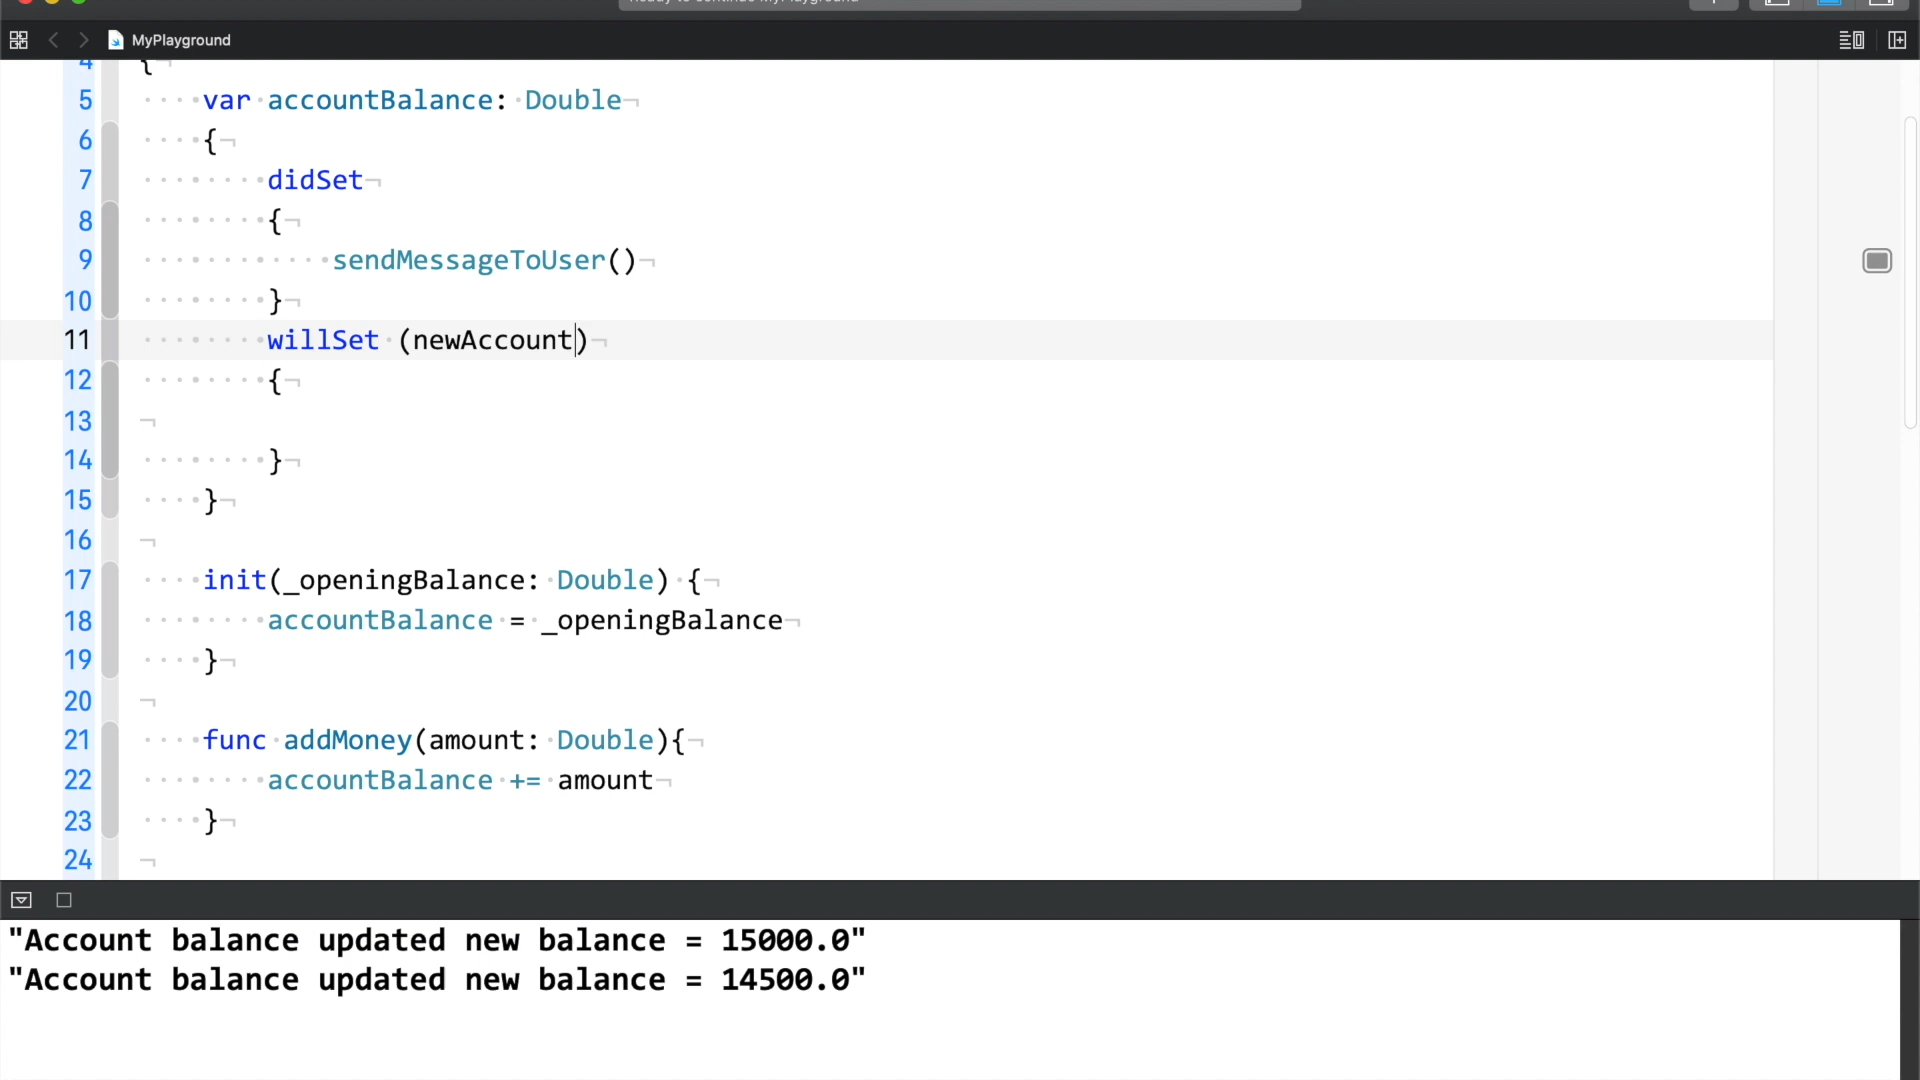 MyPlayground
4 {
5 var accountBalance: Double
6 {
7 didSet
8 {
9 sendMessageToUser()
10 }
11 willSet (newAccount)
12 {
13
14 }
15 }
16
17 init(_openingBalance: Double) {
18 accountBalance = _openingBalance
19 }
20
21 func addMoney(amount: Double){
22 accountBalance += amount
23 }
24
"Account balance updated new balance = 15000.0"
"Account balance updated new balance = 14500.0"